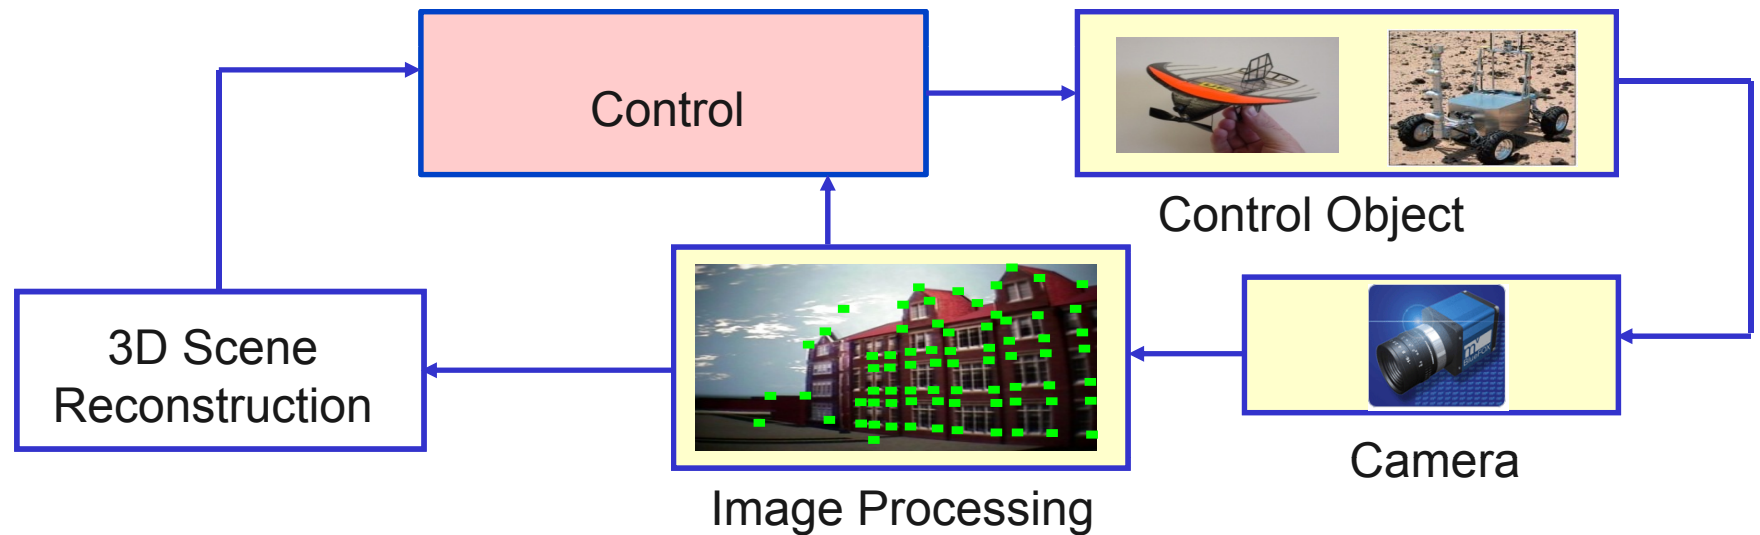 Control
Control Object
3D Scene
Reconstruction
Camera
Image Processing